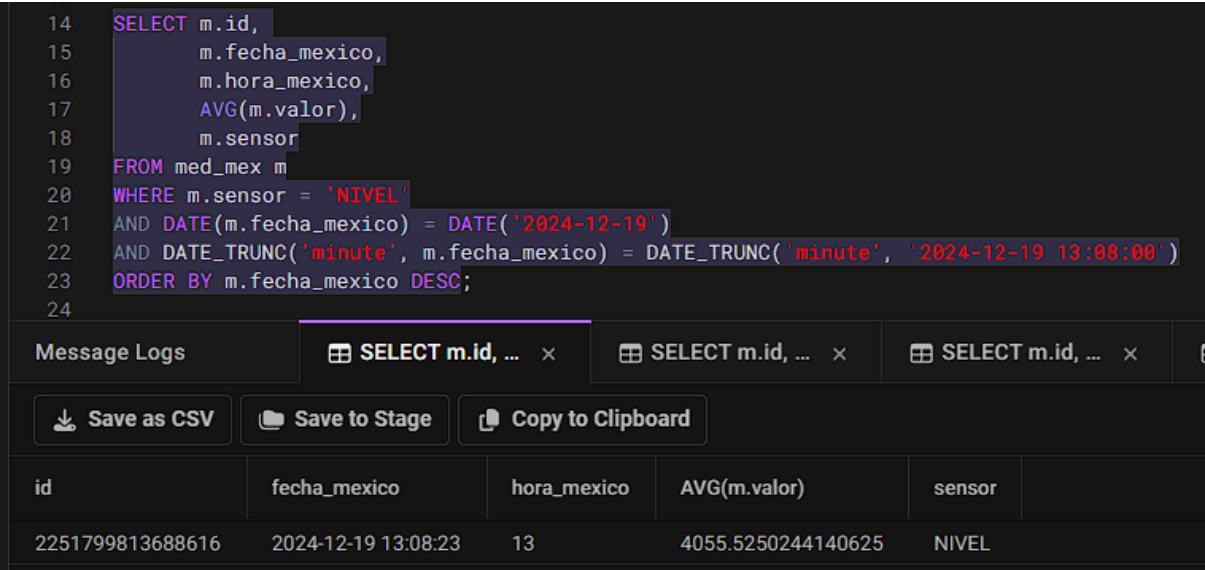 14 SELECT m.id,
15 m.fecha_mexico,
16 m.hora_mexico,
17 AVG(m.valor),
18 m.sensor
19 FROM med_mex m
20 WHERE m.sensor = 'NIVEL'
21 AND DATE(m.fecha_mexico) = DATE('2024-12-19')
22 AND DATE_TRUNC('minute', m.fecha_mexico) = DATE_TRUNC('minute', '2024-12-19 13:08:00')
23 ORDER BY m.fecha_mexico DESC;
24
Message Logs SELECT m.id, ... × SELECT m.id, ... × SELECT m.id, ... ×
Save as CSV Save to Stage Copy to Clipboard
id fecha_mexico hora_mexico AVG(m.valor) sensor
2251799813688616 2024-12-19 13:08:23 13 4055.5250244140625 NIVEL